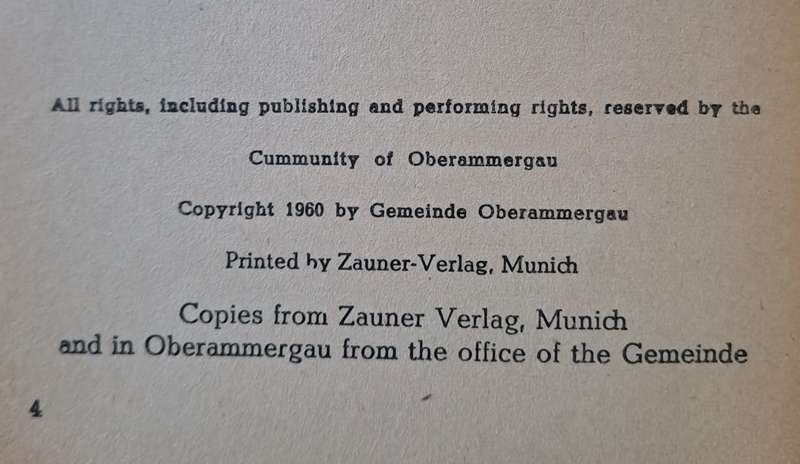 All rights, including publishing and performing rights, reserved by the
Cummunity of Oberammergau
Copyright 1960 by Gemeinde Oberammergau
Printed by Zauner-Verlag, Munich
Copies from Zauner Verlag, Munich
and in Oberammergau from the office of the Gemeinde
4